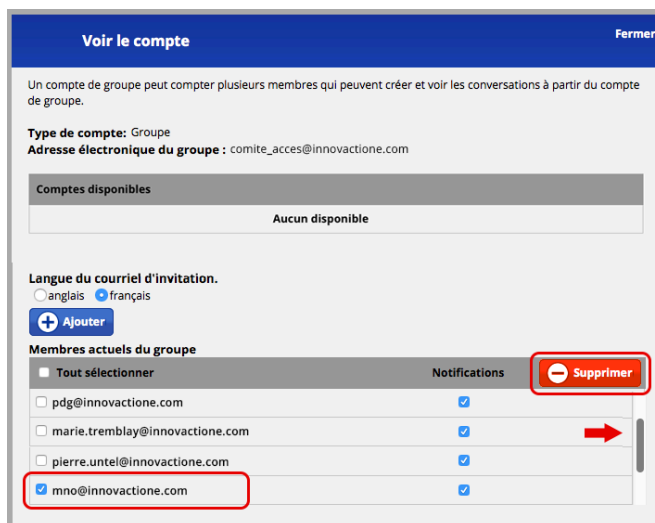 Voir le compte
Fermer
Un compte de groupe peut compter plusieurs membres qui peuvent créer et voir les conversations à partir du compte
de groupe.
Type de compte: Groupe
Adresse électronique du groupe : comite_acces@innovactione.com
Comptes disponibles
Aucun disponible
Langue du courriel d'invitation.
anglais français
Ajouter
Membres actuels du groupe
Tout sélectionner Notifications Supprimer
pdg@innovactione.com
marie.tremblay@innovactione.com
pierre.untel@innovactione.com
mno@innovactione.com